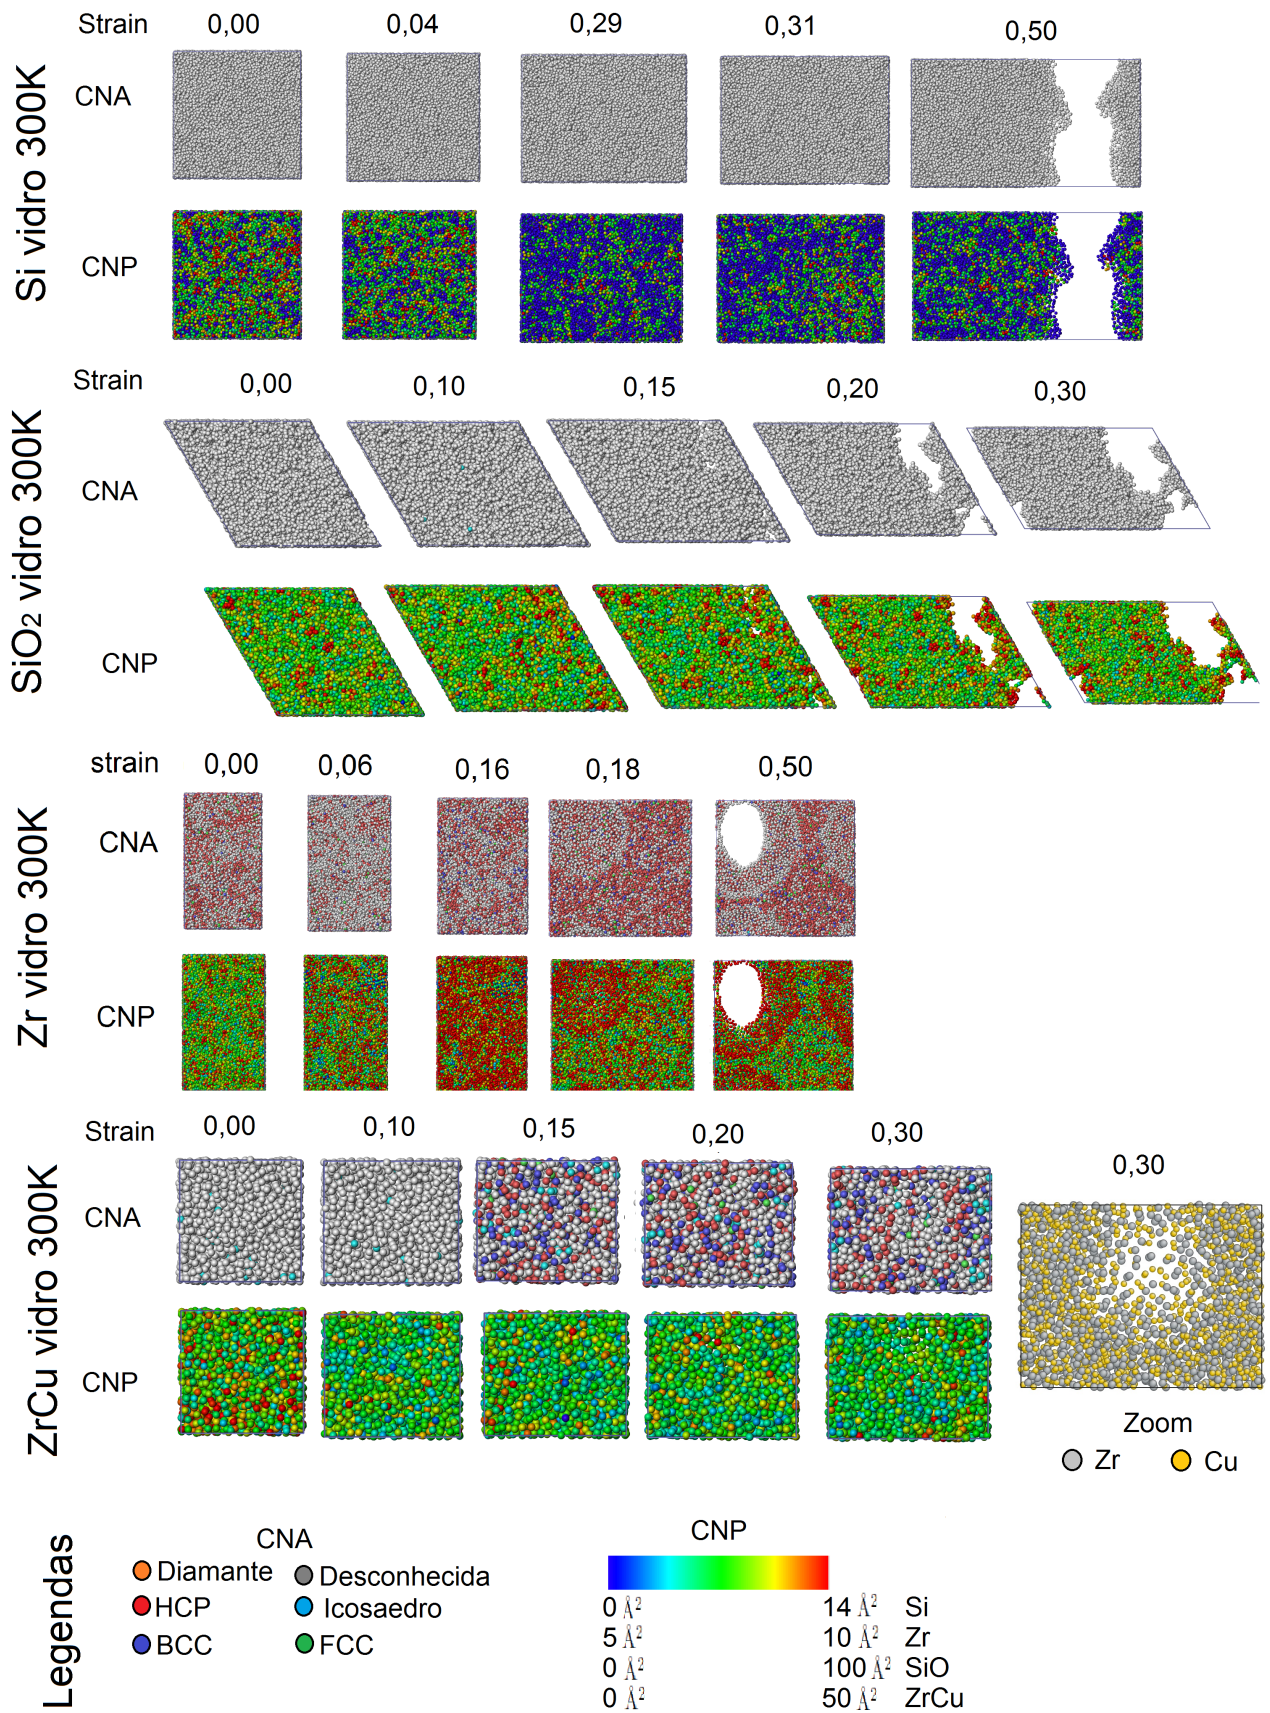 Strain 0,00 0,04 0,29 0,31 0,50
Si vidro 300K
CNA
CNP
Strain 0,00 0,10 0,15 0,20 0,30
SiO2 vidro 300K
CNA
CNP
strain 0,00 0,06 0,16 0,18 0,50
Zr vidro 300K
CNA
CNP
Strain 0,00 0,10 0,15 0,20 0,30
ZrCu vidro 300K
CNA
CNP
0,30
Zoom
Zr Cu
Legendas
CNA
Diamante Desconhecida
HCP Icosaedro
BCC FCC
CNP
0 Å² 14 Å² Si
5 Å² 10 Å² Zr
0 Å² 100 Å² SiO
0 Å² 50 Å² ZrCu